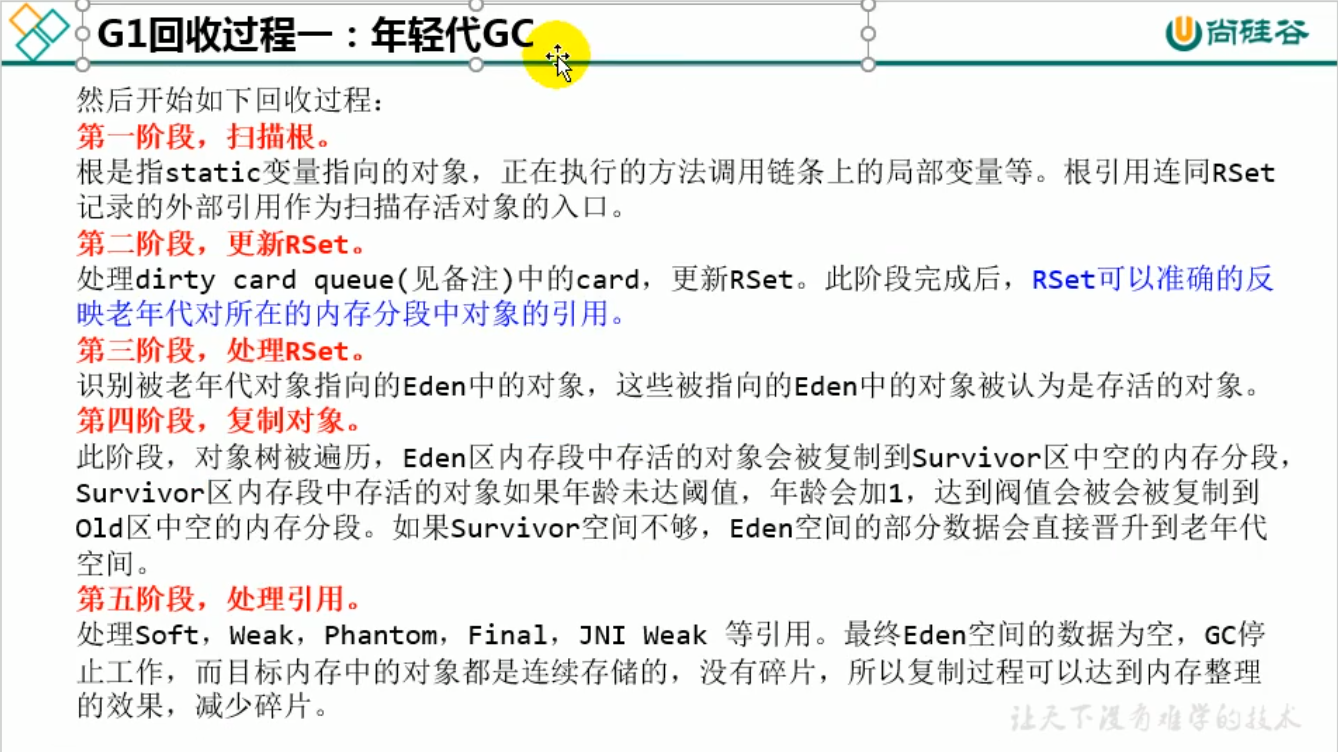 G1回收过程一：年轻代GC
尚硅谷
然后开始如下回收过程：
第一阶段，扫描根。
根是指static变量指向的对象，正在执行的方法调用链条上的局部变量等。根引用连同RSet
记录的外部引用作为扫描存活对象的入口。
第二阶段，更新RSet。
处理dirty card queue(见备注)中的card，更新RSet。此阶段完成后，RSet可以准确的反
映老年代对所在的内存分段中对象的引用。
第三阶段，处理RSet。
识别被老年代对象指向的Eden中的对象，这些被指向的Eden中的对象被认为是存活的对象。
第四阶段，复制对象。
此阶段，对象树被遍历，Eden区内存段中存活的对象会被复制到Survivor区中空的内存分段，
Survivor区内存段中存活的对象如果年龄未达阈值，年龄会加1，达到阀值会被会被复制到
Old区中空的内存分段。如果Survivor空间不够，Eden空间的部分数据会直接晋升到老年代
空间。
第五阶段，处理引用。
处理Soft，Weak，Phantom，Final，JNI Weak 等引用。最终Eden空间的数据为空，GC停
止工作，而目标内存中的对象都是连续存储的，没有碎片，所以复制过程可以达到内存整理
的效果，减少碎片。
让天下没有难学的技术